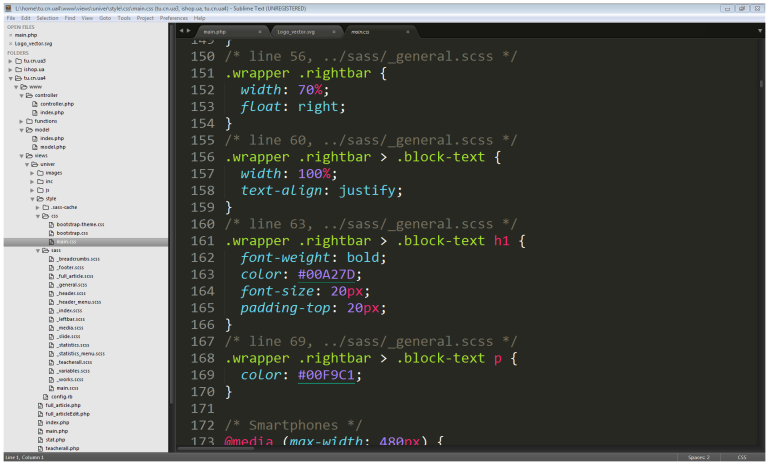 L:\home\tu.cn.ua4\www\views\univer\style\css\main.css (tu.cn.ua3, ishop.ua, tu.cn.ua4) - Sublime Text (UNREGISTERED)
File Edit Selection Find View Goto Tools Project Preferences Help
OPEN FILES
× main.php
× Logo_vector.svg
FOLDERS
tu.cn.ua3
ishop.ua
tu.cn.ua4
www
controller
controller.php
index.php
functions
model
index.php
model.php
views
univer
images
inc
js
style
.sass-cache
css
bootstrap-theme.css
bootstrap.css
main.css
sass
_breadcrumbs.scss
_footer.scss
_full_article.scss
_general.scss
_header.scss
_header_menu.scss
_index.scss
_leftbar.scss
_media.scss
_slide.scss
_statistics.scss
_statistics_menu.scss
_teacherall.scss
_variables.scss
_works.scss
main.scss
config.rb
full_article.php
full_articleEdit.php
index.php
main.php
stat.php
teacherall.php
main.php × Logo_vector.svg × main.css ×
149 }
150 /* line 56, ../sass/_general.scss */
151 .wrapper .rightbar {
152 width: 70%;
153 float: right;
154 }
155 /* line 60, ../sass/_general.scss */
156 .wrapper .rightbar > .block-text {
157 width: 100%;
158 text-align: justify;
159 }
160 /* line 63, ../sass/_general.scss */
161 .wrapper .rightbar > .block-text h1 {
162 font-weight: bold;
163 color: #00A27D;
164 font-size: 20px;
165 padding-top: 20px;
166 }
167 /* line 69, ../sass/_general.scss */
168 .wrapper .rightbar > .block-text p {
169 color: #00F9C1;
170 }
171
172 /* Smartphones */
173 @media (max-width: 480px) {
Line 1, Column 1 Spaces: 2 CSS